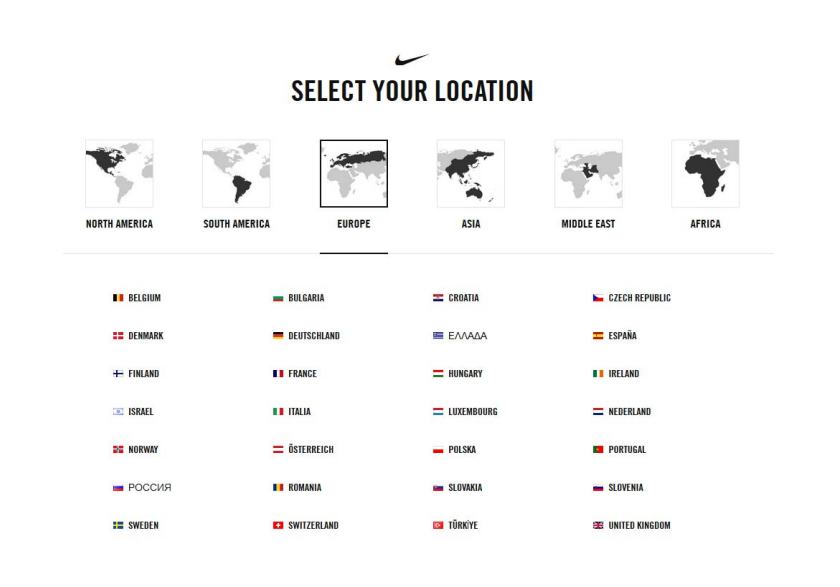 SELECT YOUR LOCATION
NORTH AMERICA
SOUTH AMERICA
EUROPE
ASIA
MIDDLE EAST
AFRICA
BELGIUM
BULGARIA
CROATIA
CZECH REPUBLIC
DENMARK
DEUTSCHLAND
ΕΛΛΑΔΑ
ESPAÑA
FINLAND
FRANCE
HUNGARY
IRELAND
ISRAEL
ITALIA
LUXEMBOURG
NEDERLAND
NORWAY
ÖSTERREICH
POLSKA
PORTUGAL
РОССИЯ
ROMANIA
SLOVAKIA
SLOVENIA
SWEDEN
SWITZERLAND
TÜRKİYE
UNITED KINGDOM